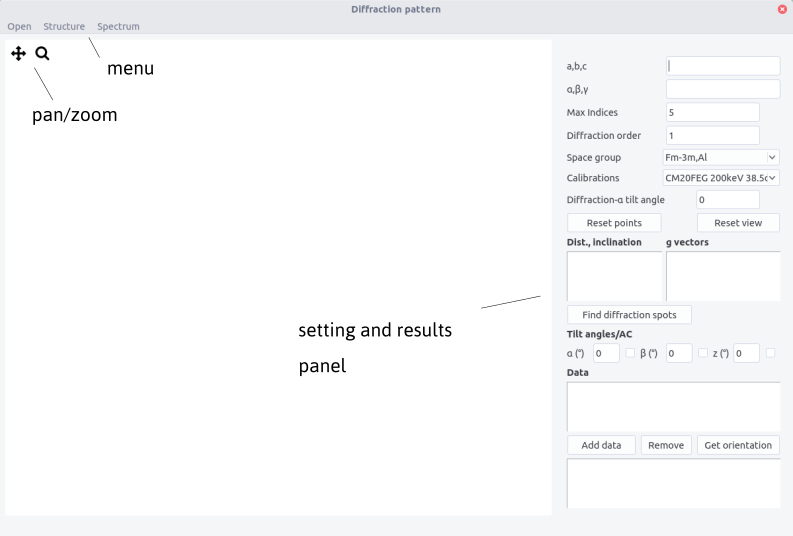 Diffraction pattern
Open Structure Spectrum
menu
pan/zoom
setting and results
panel
a,b,c
α,β,γ
Max Indices 5
Diffraction order 1
Space group Fm-3m,Al
Calibrations CM20FEG 200keV 38.5c
Diffraction-α tilt angle 0
Reset points Reset view
Dist., inclination g vectors
Find diffraction spots
Tilt angles/AC
α (°) 0 β (°) 0 z (°) 0
Data
Add data Remove Get orientation